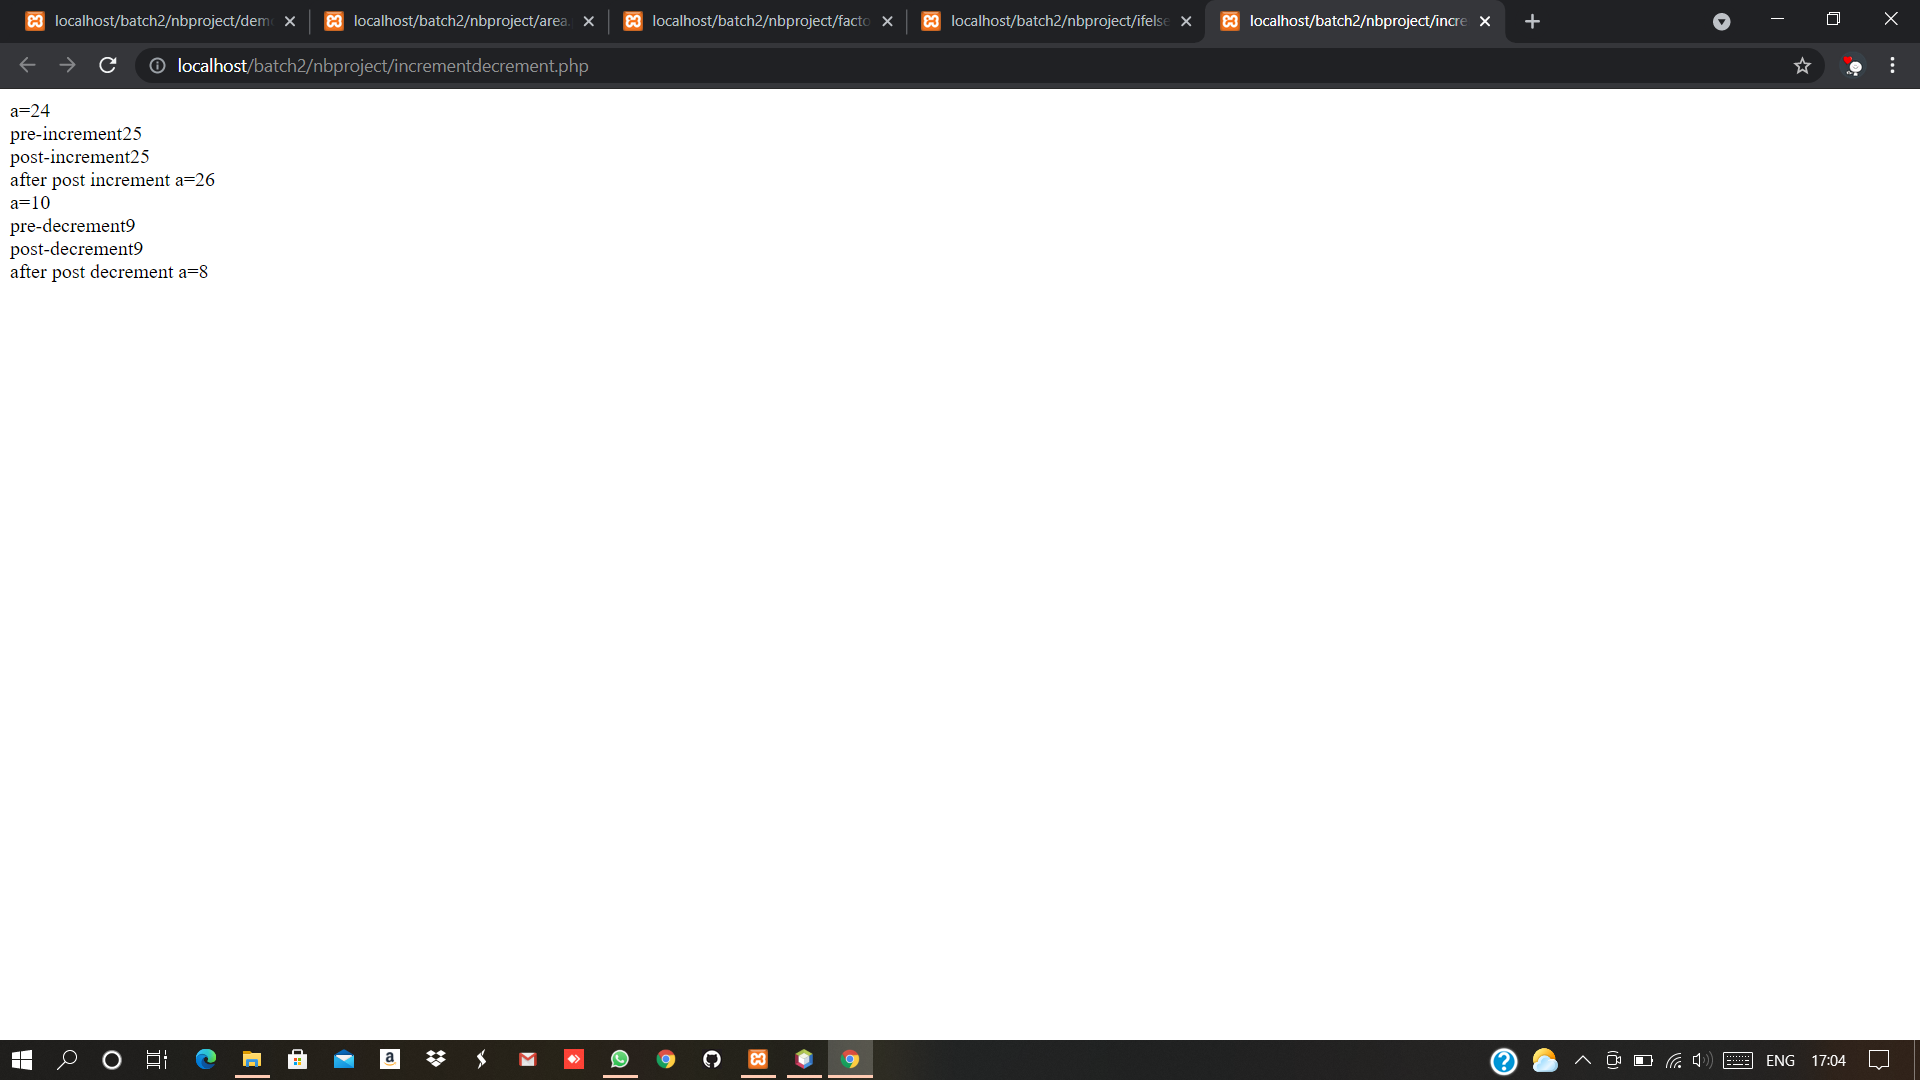 localhost/batch2/nbproject/dem
localhost/batch2/nbproject/area.
localhost/batch2/nbproject/facto
localhost/batch2/nbproject/ifelse
localhost/batch2/nbproject/incre
localhost/batch2/nbproject/incrementdecrement.php
a=24
pre-increment25
post-increment25
after post increment a=26
a=10
pre-decrement9
post-decrement9
after post decrement a=8
ENG
17:04